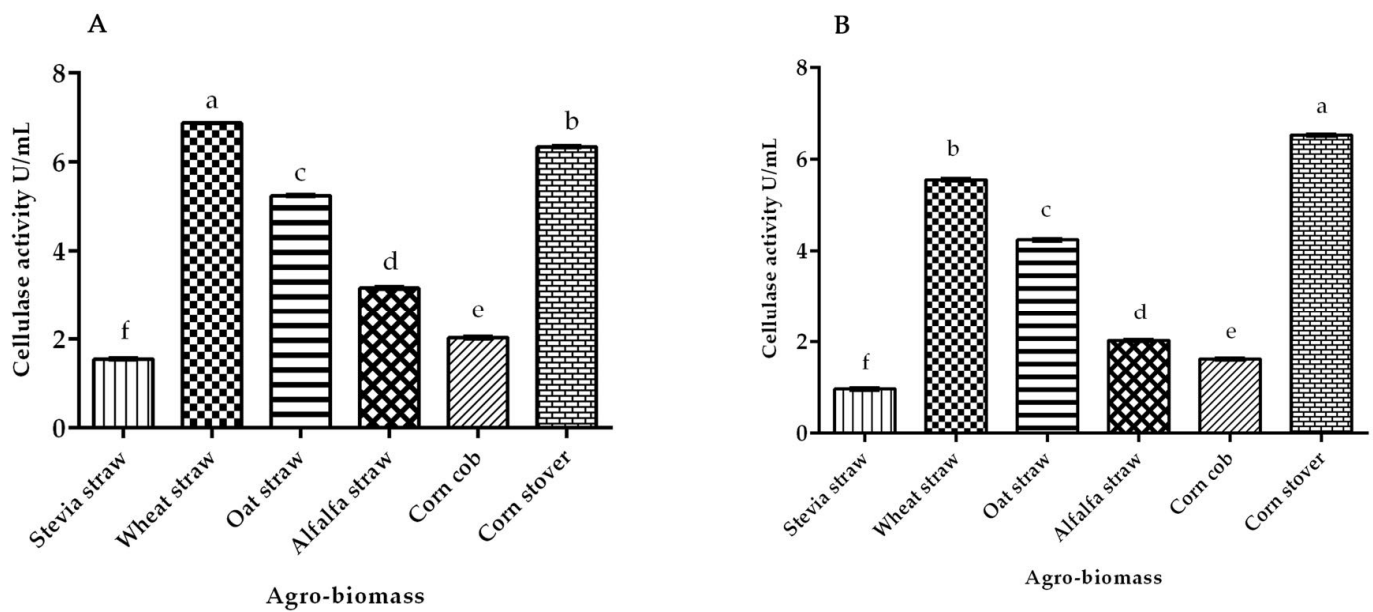 A
Cellulase activity U/mL
8
6
4
2
0
f
a
c
d
e
b
Stevia straw
Wheat straw
Oat straw
Alfalfa straw
Corn cob
Corn stover
Agro-biomass
B
Cellulase activity U/mL
8
6
4
2
0
f
b
c
d
e
a
Stevia straw
Wheat straw
Oat straw
Alfalfa straw
Corn cob
Corn stover
Agro-biomass